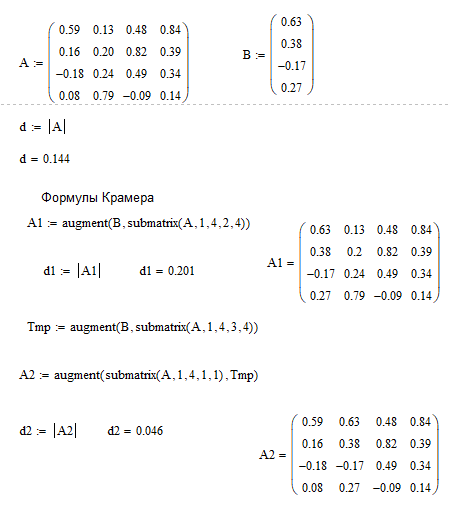 A := ( 0.59 0.13 0.48 0.84
0.16 0.20 0.82 0.39
−0.18 0.24 0.49 0.34
0.08 0.79 −0.09 0.14 )
B := ( 0.63
0.38
−0.17
0.27 )
d := |A|
d = 0.144
Формулы Крамера
A1 := augment(B,submatrix(A,1,4,2,4))
d1 := |A1| d1 = 0.201
A1 = ( 0.63 0.13 0.48 0.84
0.38 0.2 0.82 0.39
−0.17 0.24 0.49 0.34
0.27 0.79 −0.09 0.14 )
Tmp := augment(B,submatrix(A,1,4,3,4))
A2 := augment(submatrix(A,1,4,1,1),Tmp)
d2 := |A2| d2 = 0.046
A2 = ( 0.59 0.63 0.48 0.84
0.16 0.38 0.82 0.39
−0.18 −0.17 0.49 0.34
0.08 0.27 −0.09 0.14 )